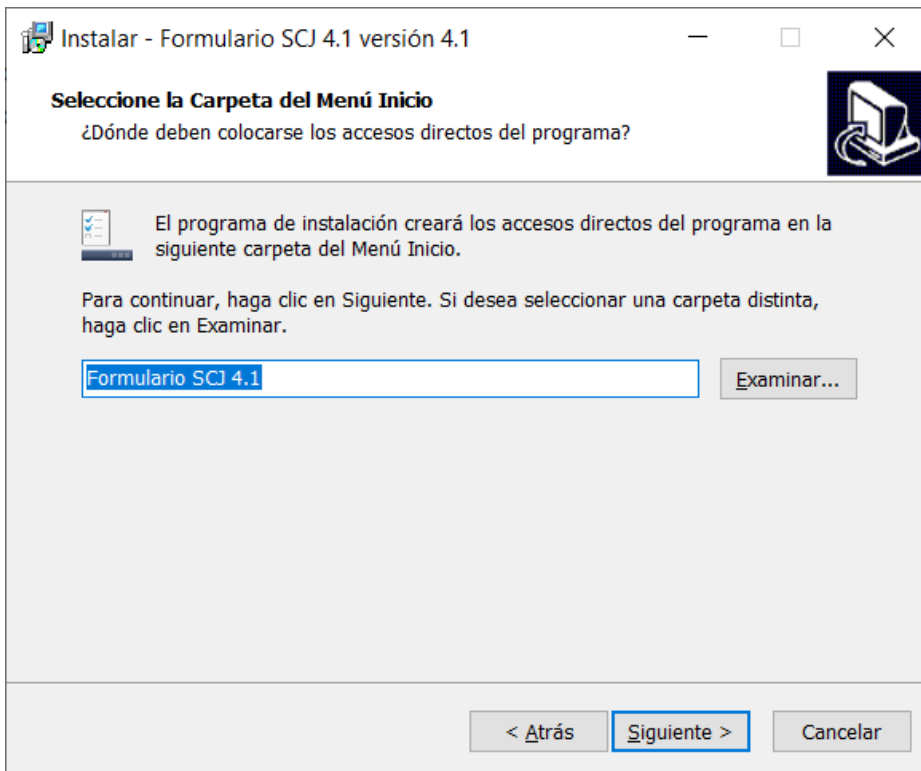 Instalar - Formulario SCJ 4.1 versión 4.1
Seleccione la Carpeta del Menú Inicio
¿Dónde deben colocarse los accesos directos del programa?
El programa de instalación creará los accesos directos del programa en la
siguiente carpeta del Menú Inicio.
Para continuar, haga clic en Siguiente. Si desea seleccionar una carpeta distinta,
haga clic en Examinar.
Formulario SCJ 4.1
Examinar...
< Atrás
Siguiente >
Cancelar